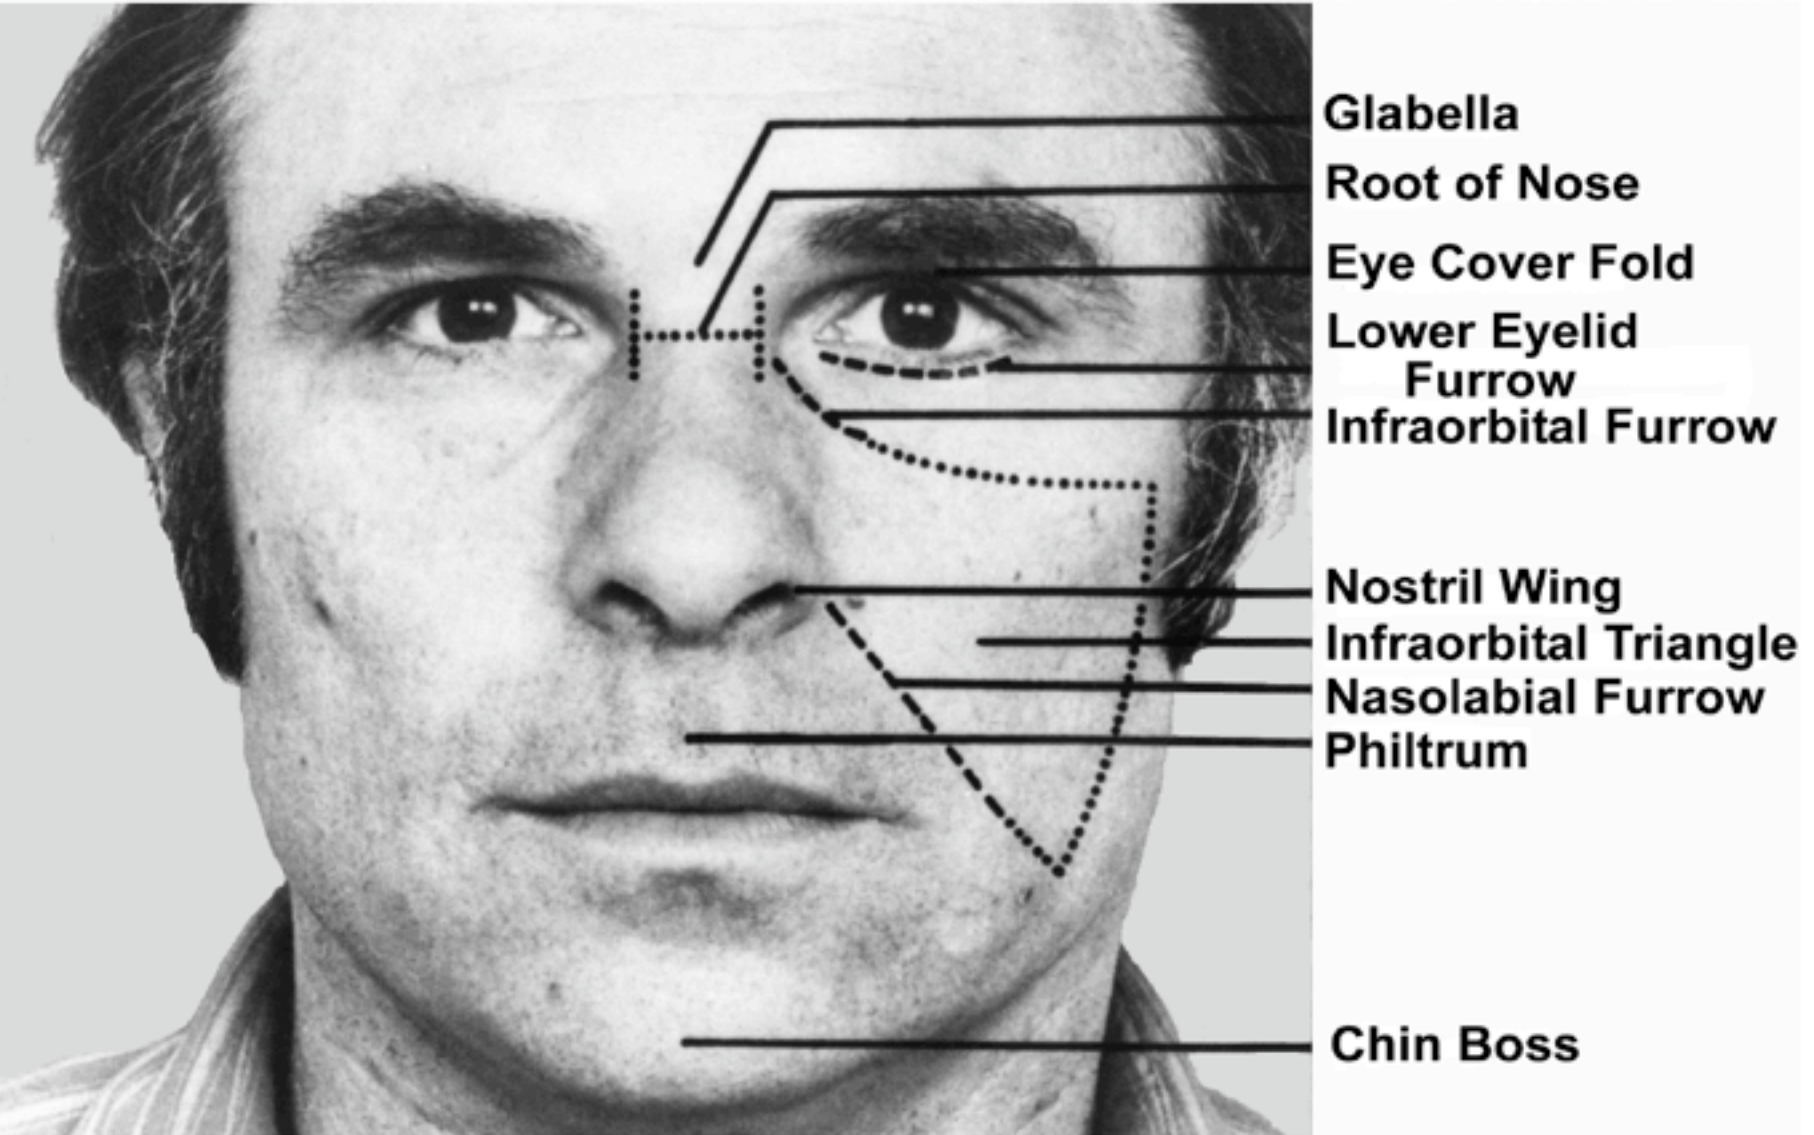 Glabella
Root of Nose
Eye Cover Fold
Lower Eyelid
Furrow
Infraorbital Furrow
Nostril Wing
Infraorbital Triangle
Nasolabial Furrow
Philtrum
Chin Boss